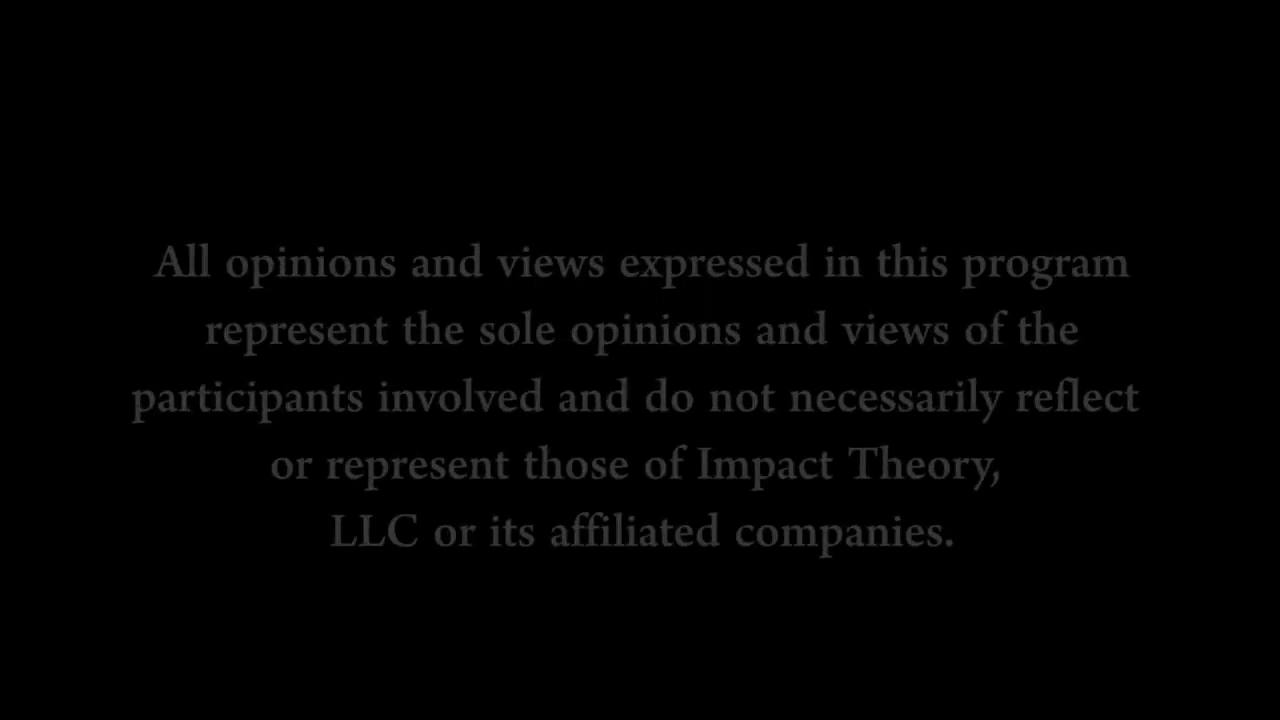 All opinions and views expressed in this program
represent the sole opinions and views of the
participants involved and do not necessarily reflect
or represent those of Impact Theory,
LLC or its affiliated companies.